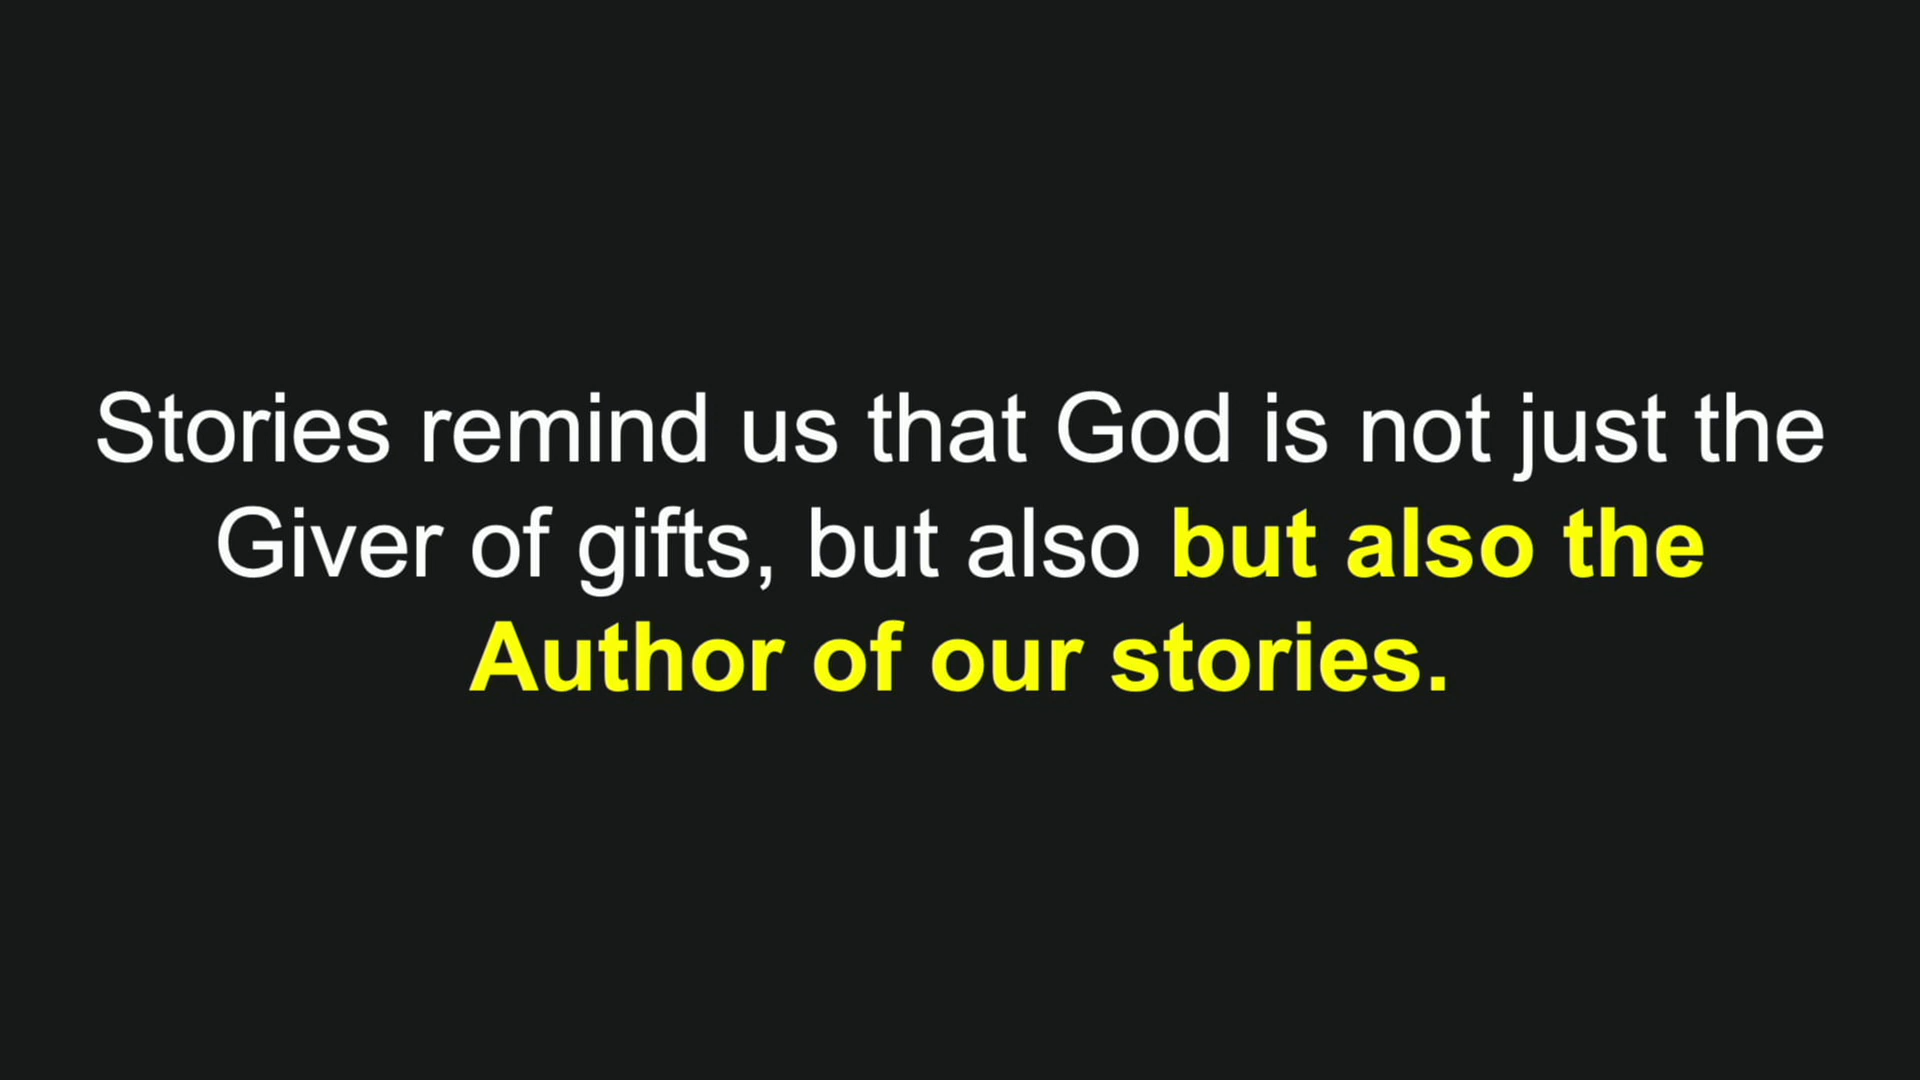 Stories remind us that God is not just the
Giver of gifts, but also but also the
Author of our stories.